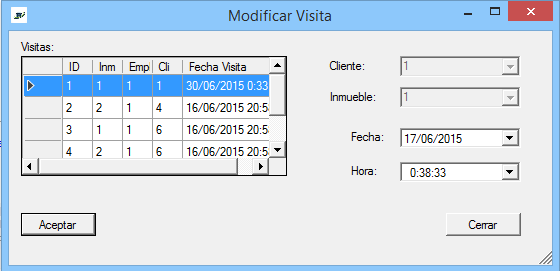 Modificar Visita
Visitas:
ID Inm Emp Cli Fecha Visita
1 1 1 1 30/06/2015 0:33
2 2 1 4 16/06/2015 20:5
3 1 1 6 16/06/2015 20:5
4 2 1 6 16/06/2015 20:5
Cliente: 1
Inmueble: 1
Fecha: 17/06/2015
Hora: 0:38:33
Aceptar
Cerrar